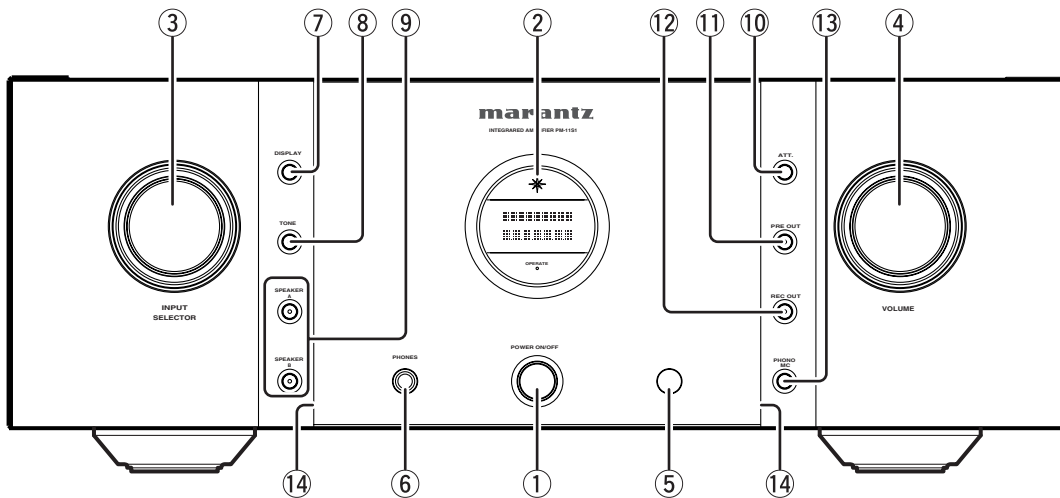 ③ ⑦ ⑧ ⑨ ② ⑫ ⑪ ⑩ ⑬ ④
marantz
INTEGRARED AMPLIFIER PM-11S1
DISPLAY
ATT.
TONE
PRE OUT
OPERATE
SPEAKER
A
REC OUT
INPUT
SELECTOR
VOLUME
POWER ON/OFF
SPEAKER
B
PHONES
PHONO
MC
⑭ ⑥ ① ⑤ ⑭